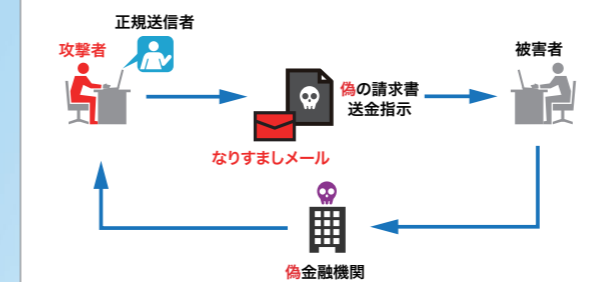 正規送信者
攻撃者
被害者
偽の請求書
送金指示
なりすましメール
偽金融機関